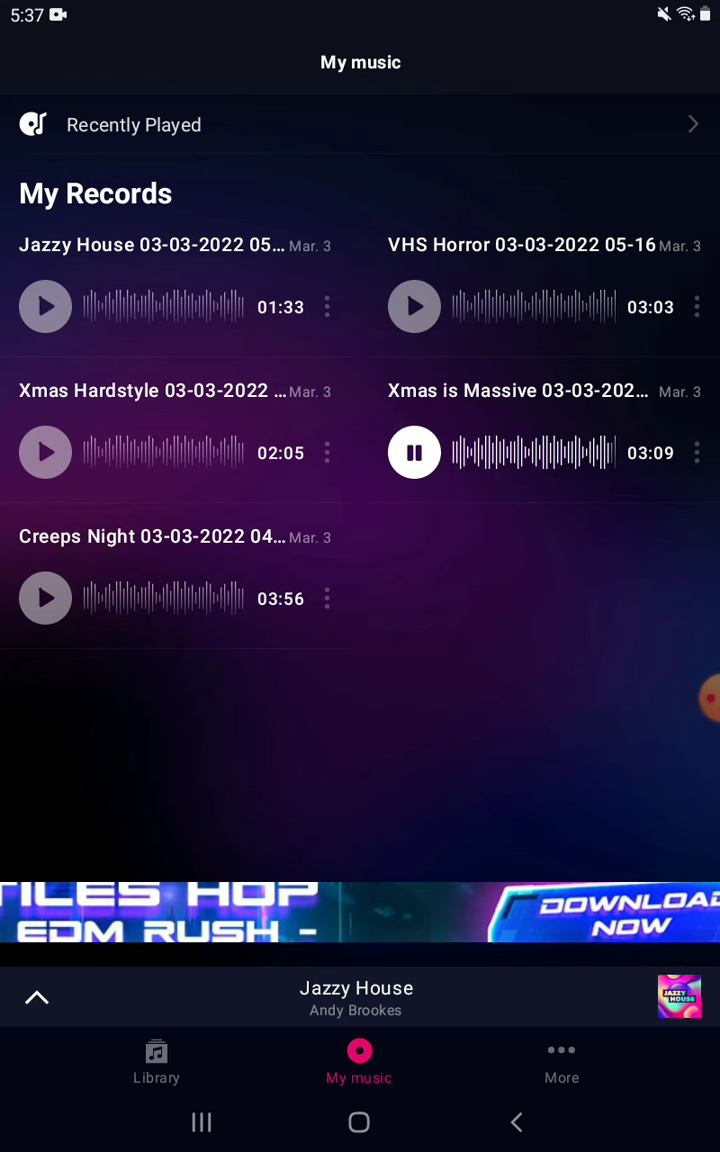 5:37
My music
Recently Played
My Records
Jazzy House 03-03-2022 05... Mar. 3
01:33
VHS Horror 03-03-2022 05-16 Mar. 3
03:03
Xmas Hardstyle 03-03-2022 ... Mar. 3
02:05
Xmas is Massive 03-03-202... Mar. 3
03:09
Creeps Night 03-03-2022 04... Mar. 3
03:56
TILES HOP
EDM RUSH -
DOWNLOAD
NOW
Jazzy House
Andy Brookes
JAZZY
HOUSE
Library
My music
More